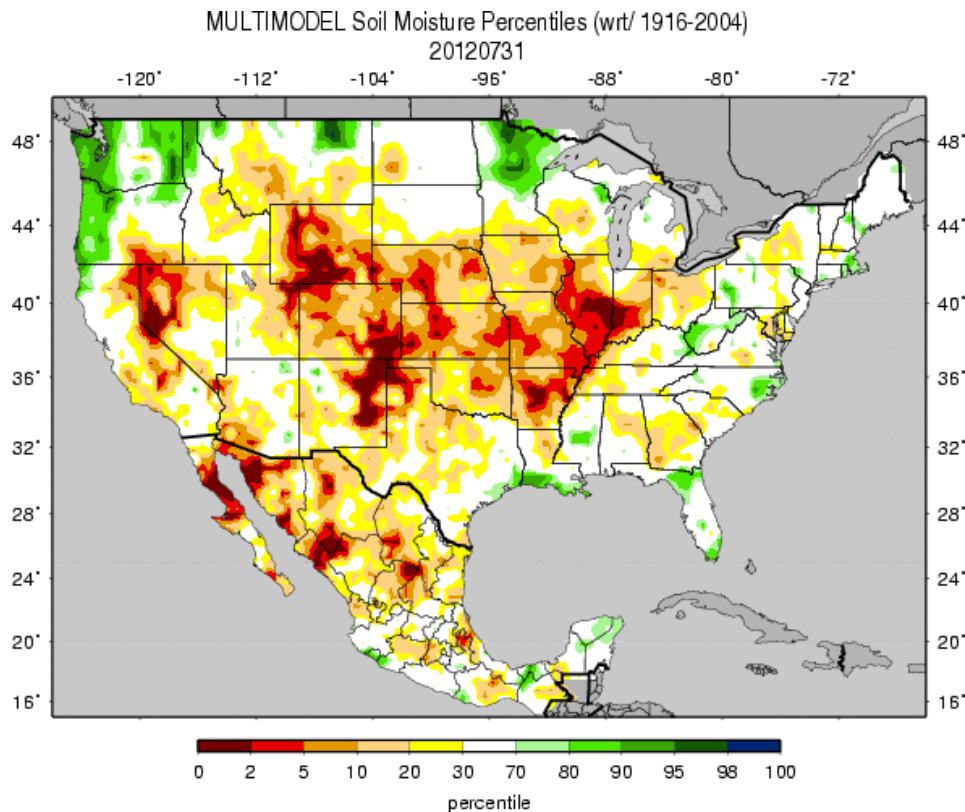 MULTIMODEL Soil Moisture Percentiles (wrt/ 1916-2004)
20120731
-120° -112° -104° -96° -88° -80° -72°
48° 48°
44° 44°
40° 40°
36° 36°
32° 32°
28° 28°
24° 24°
20° 20°
16° 16°
0 2 5 10 20 30 70 80 90 95 98 100
percentile